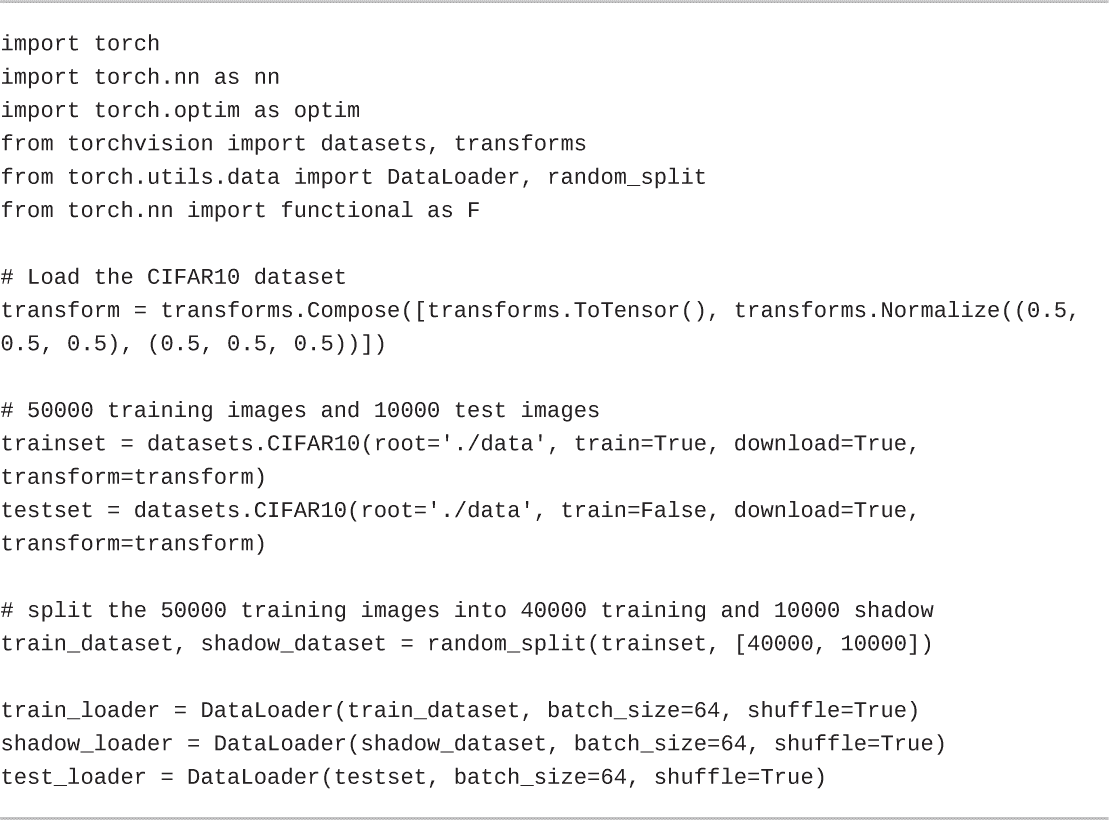 import torch
import torch.nn as nn
import torch.optim as optim
from torchvision import datasets, transforms
from torch.utils.data import DataLoader, random_split
from torch.nn import functional as F
# Load the CIFAR10 dataset
transform = transforms.Compose([transforms.ToTensor(), transforms.Normalize((0.5,
0.5, 0.5), (0.5, 0.5, 0.5))])
# 50000 training images and 10000 test images
trainset = datasets.CIFAR10(root='./data', train=True, download=True,
transform=transform)
testset = datasets.CIFAR10(root='./data', train=False, download=True,
transform=transform)
# split the 50000 training images into 40000 training and 10000 shadow
train_dataset, shadow_dataset = random_split(trainset, [40000, 10000])
train_loader = DataLoader(train_dataset, batch_size=64, shuffle=True)
shadow_loader = DataLoader(shadow_dataset, batch_size=64, shuffle=True)
test_loader = DataLoader(testset, batch_size=64, shuffle=True)